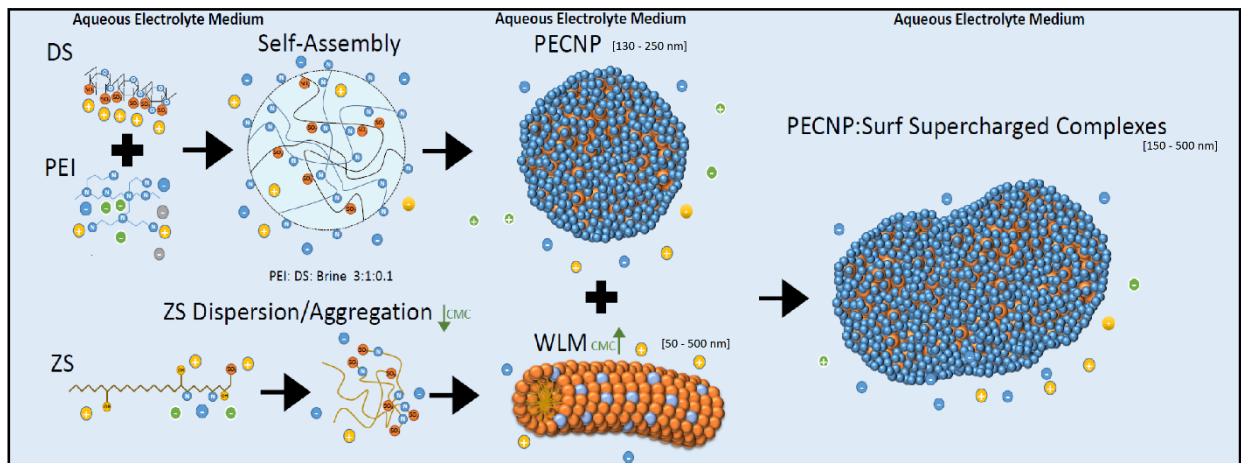 Aqueous Electrolyte Medium
Aqueous Electrolyte Medium
Aqueous Electrolyte Medium
DS
Self-Assembly
PECNP [130 - 250 nm]
PECNP:Surf Supercharged Complexes
[150 - 500 nm]
PEI
PEI: DS: Brine 3:1:0.1
ZS Dispersion/Aggregation CMC
WLM CMC [50 - 500 nm]
ZS